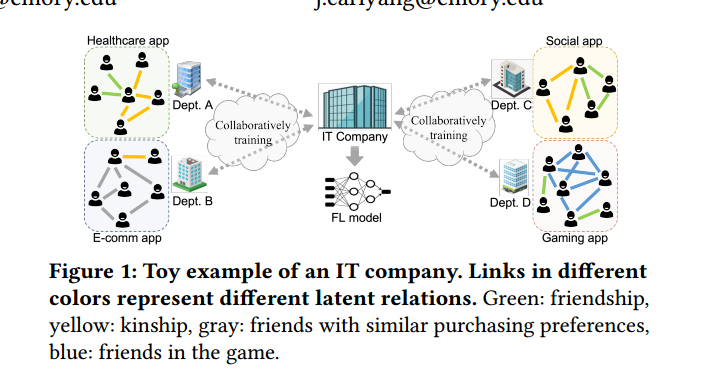 j.carlyang@emory.edu
Healthcare app
Social app
Dept. A
Dept. C
Collaboratively
training
IT Company
Collaboratively
training
Dept. B
FL model
Dept. D
E-comm app
Gaming app
Figure 1: Toy example of an IT company. Links in different
colors represent different latent relations. Green: friendship,
yellow: kinship, gray: friends with similar purchasing preferences,
blue: friends in the game.